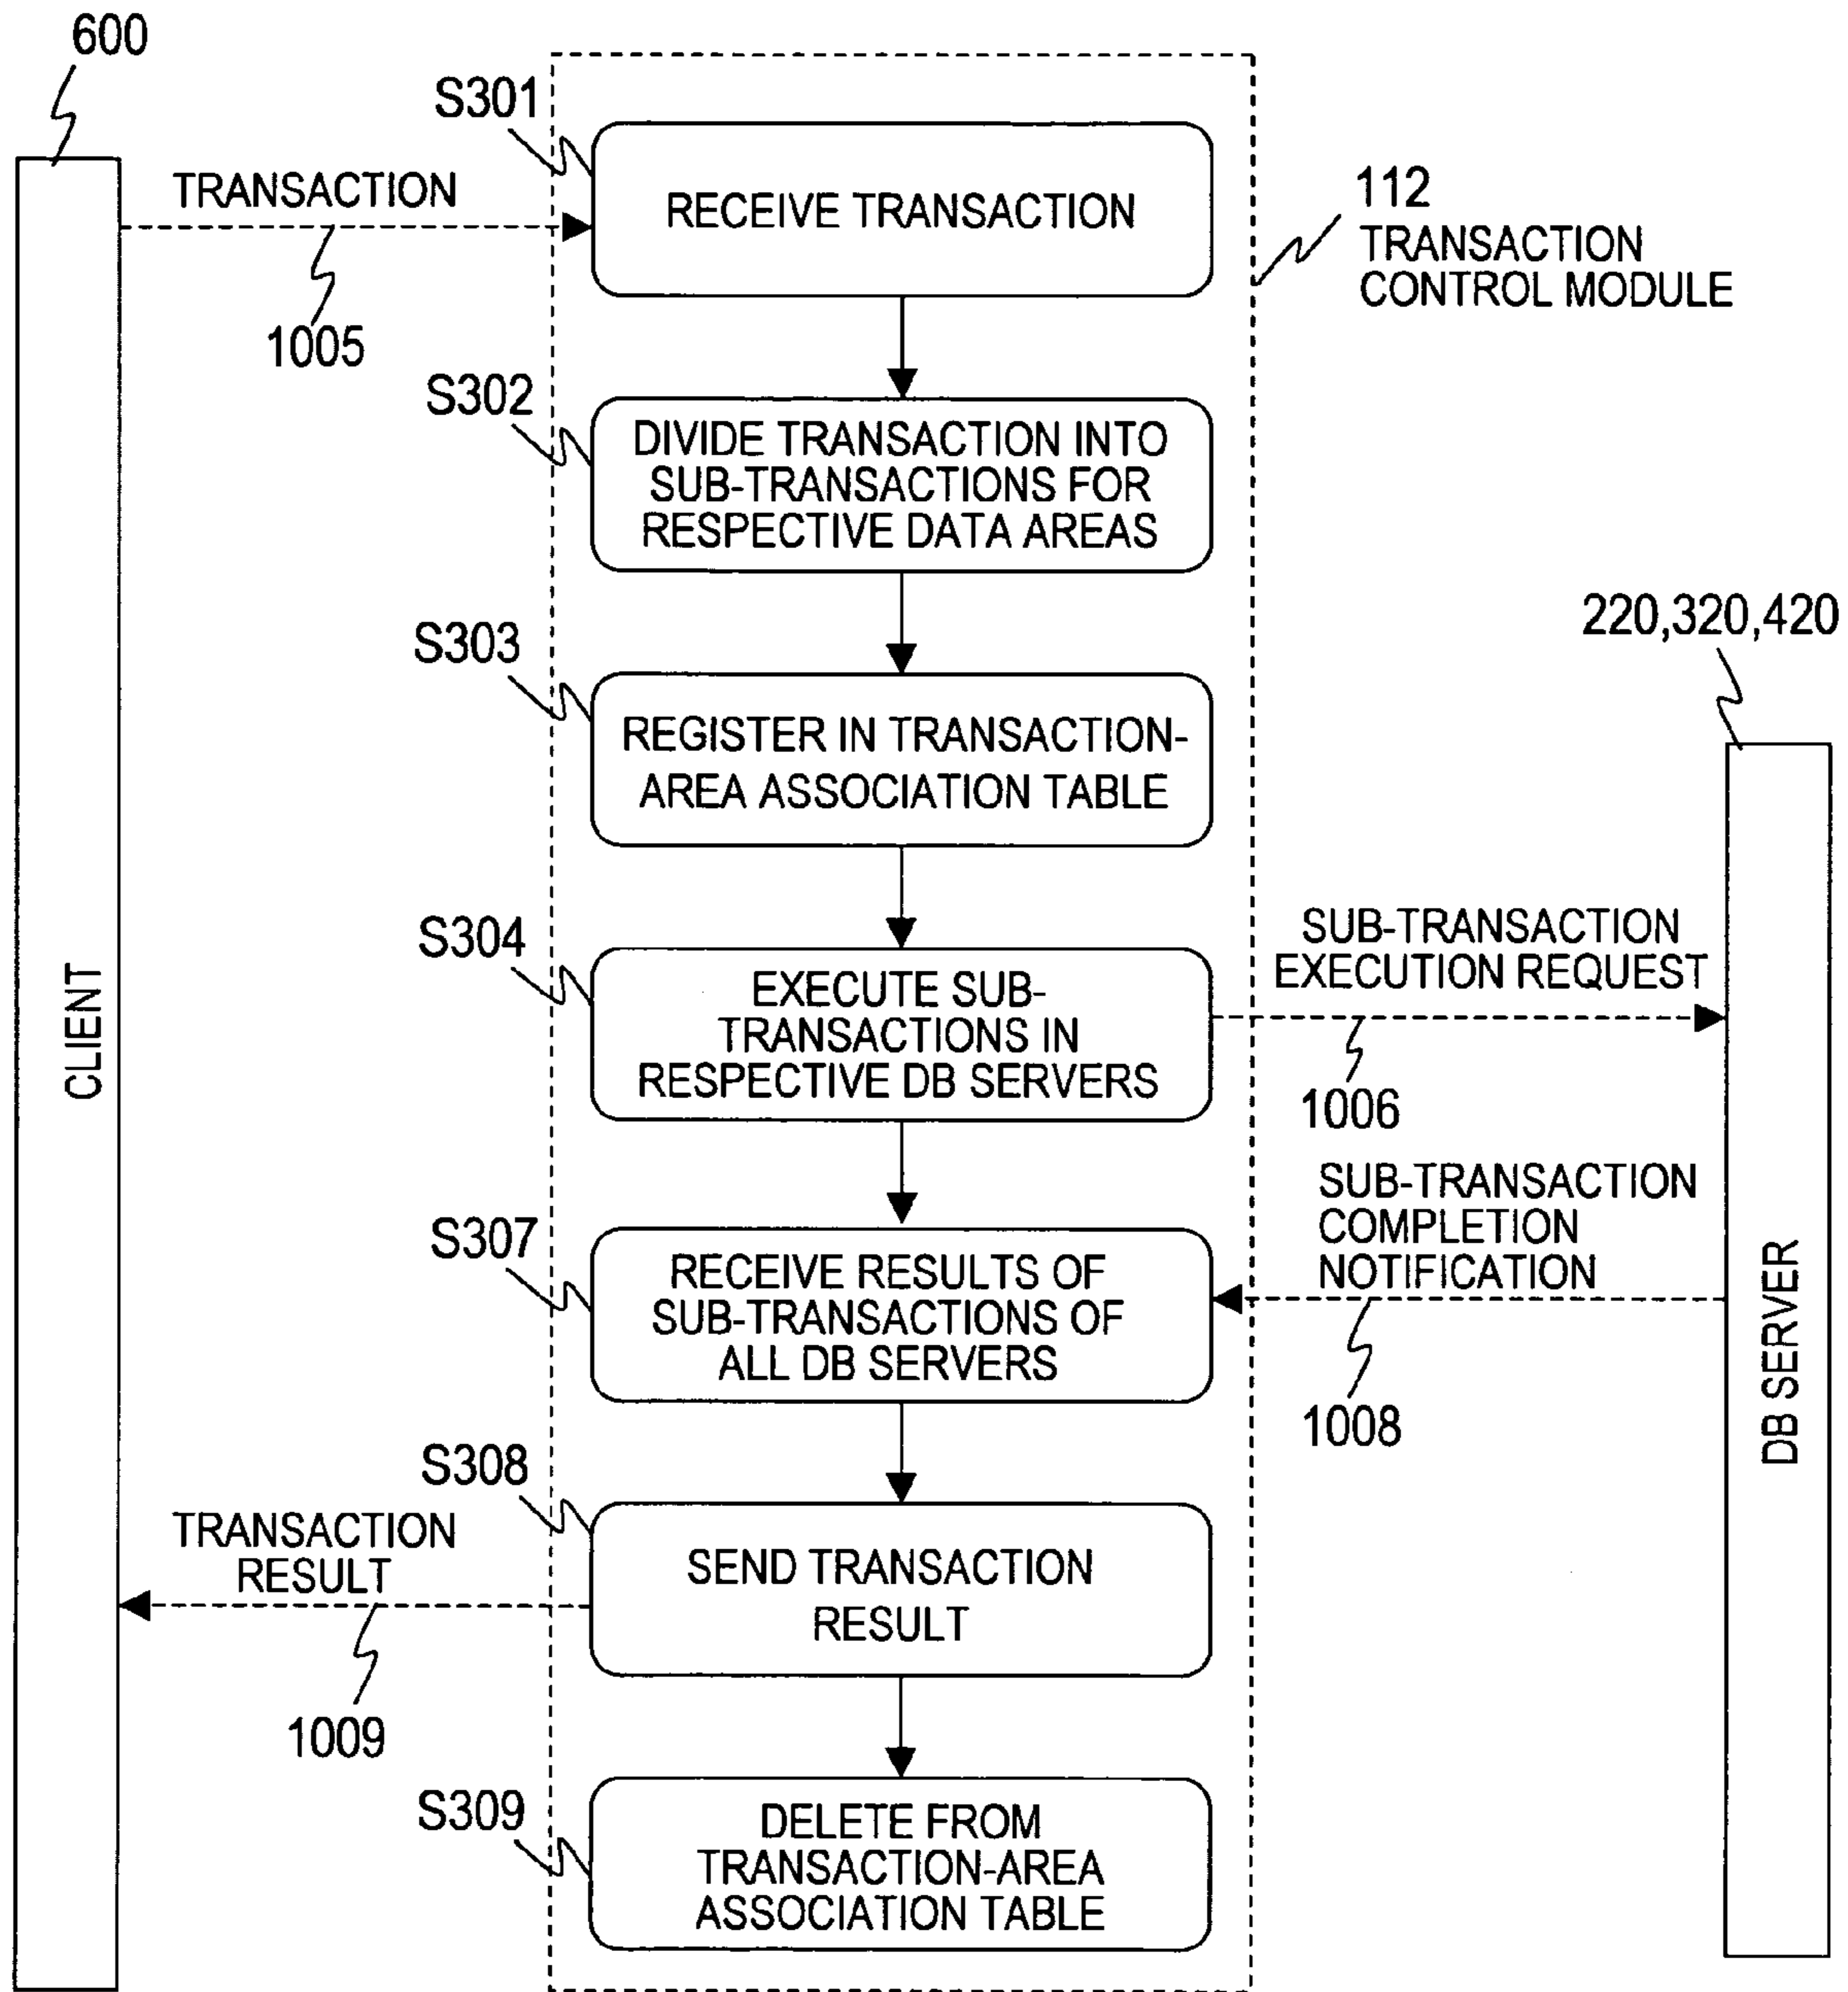 600
S301
TRANSACTION
RECEIVE TRANSACTION
112
TRANSACTION
CONTROL MODULE
1005
S302
DIVIDE TRANSACTION INTO
SUB-TRANSACTIONS FOR
RESPECTIVE DATA AREAS
220,320,420
S303
REGISTER IN TRANSACTION-
AREA ASSOCIATION TABLE
S304
EXECUTE SUB-
TRANSACTIONS IN
RESPECTIVE DB SERVERS
SUB-TRANSACTION
EXECUTION REQUEST
1006
CLIENT
S307
RECEIVE RESULTS OF
SUB-TRANSACTIONS OF
ALL DB SERVERS
SUB-TRANSACTION
COMPLETION
NOTIFICATION
1008
DB SERVER
S308
TRANSACTION
RESULT
SEND TRANSACTION
RESULT
1009
S309
DELETE FROM
TRANSACTION-AREA
ASSOCIATION TABLE